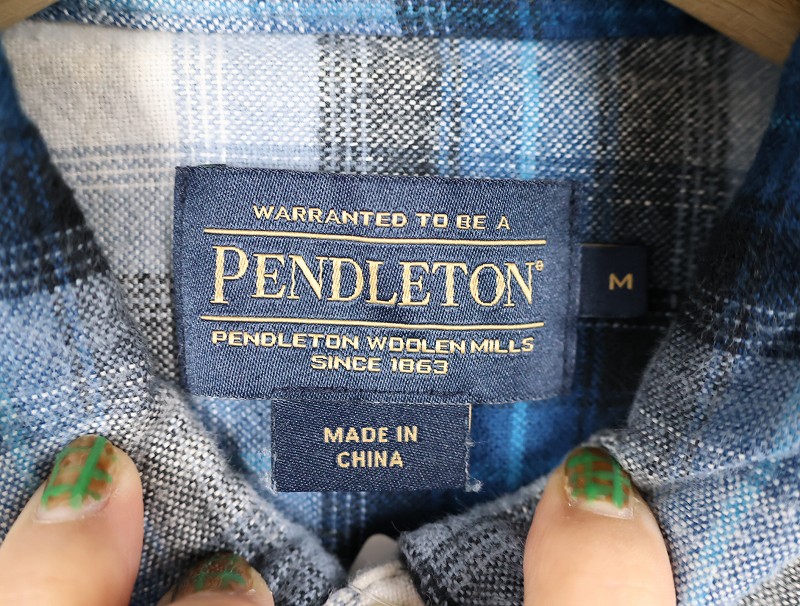 WARRANTED TO BE A
PENDLETON®
M
PENDLETON WOOLEN MILLS
SINCE 1863
MADE IN
CHINA